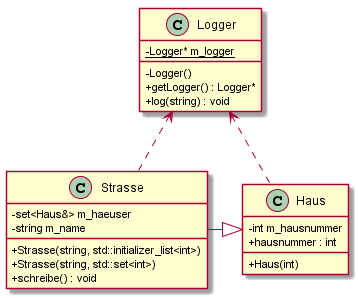 C Logger
-Logger* m_logger
-Logger()
+getLogger() : Logger*
+log(string) : void
C Strasse
-set<Haus&> m_haeuser
-string m_name
+Strasse(string, std::initializer_list<int>)
+Strasse(string, std::set<int>)
+schreibe() : void
C Haus
-int m_hausnummer
+hausnummer : int
+Haus(int)